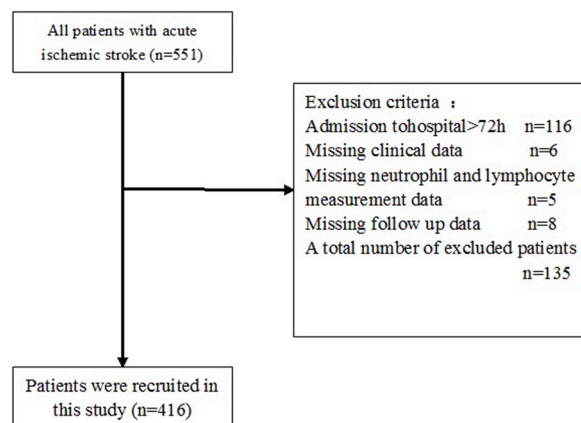 All patients with acute
ischemic stroke (n=551)
Exclusion criteria :
Admission tohospital>72h n=116
Missing clinical data n=6
Missing neutrophil and lymphocyte
measurement data n=5
Missing follow up data n=8
A total number of excluded patients
n=135
Patients were recruited in
this study (n=416)